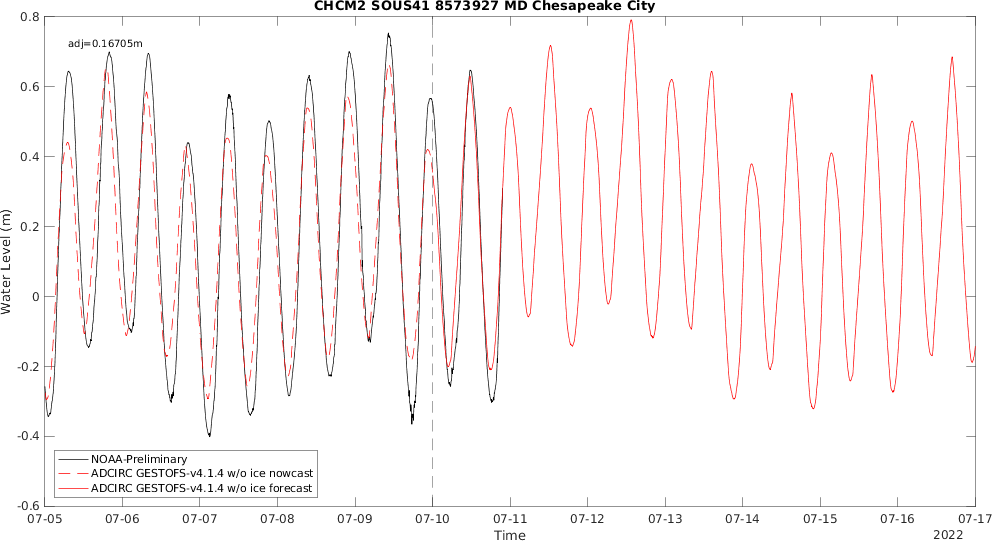 CHCM2 SOUS41 8573927 MD Chesapeake City
adj=0.16705m
0.8
0.6
0.4
0.2
0
-0.2
-0.4
-0.6
Water Level (m)
NOAA-Preliminary
ADCIRC GESTOFS-v4.1.4 w/o ice nowcast
ADCIRC GESTOFS-v4.1.4 w/o ice forecast
07-05 07-06 07-07 07-08 07-09 07-10 07-11 07-12 07-13 07-14 07-15 07-16 07-17
Time
2022